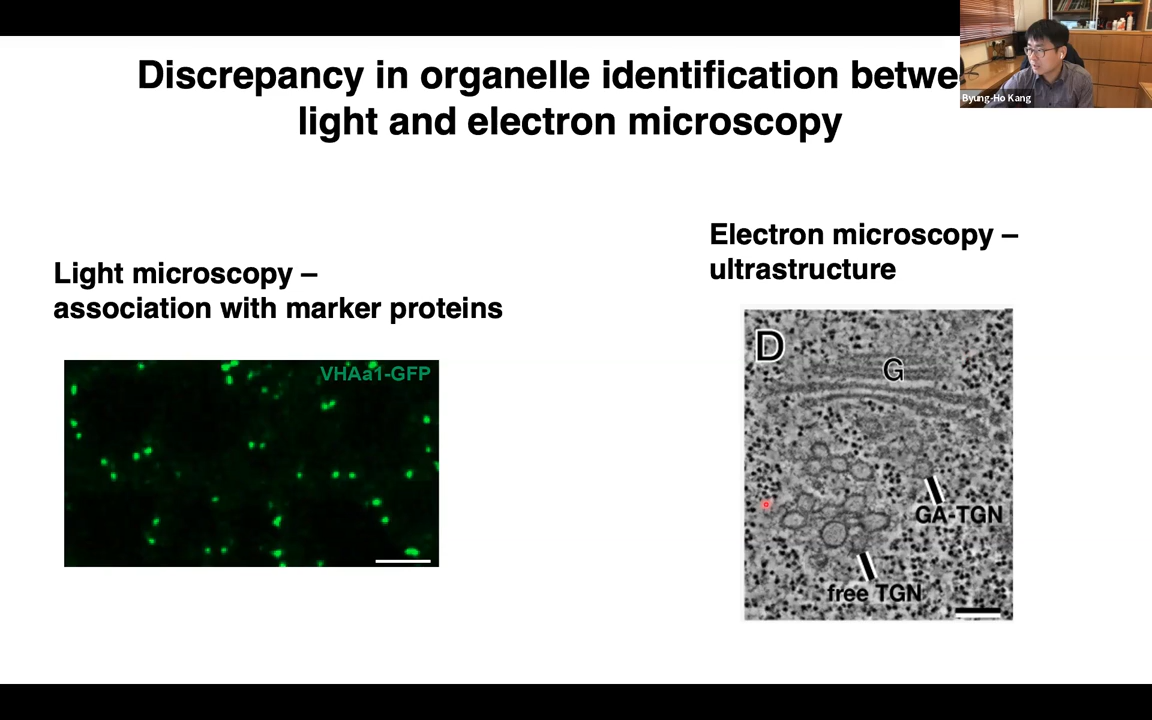 Discrepancy in organelle identification betwe
light and electron microscopy
Byung-Ho Kang
Light microscopy –
association with marker proteins
VHAa1-GFP
Electron microscopy –
ultrastructure
D
G
GA-TGN
free TGN